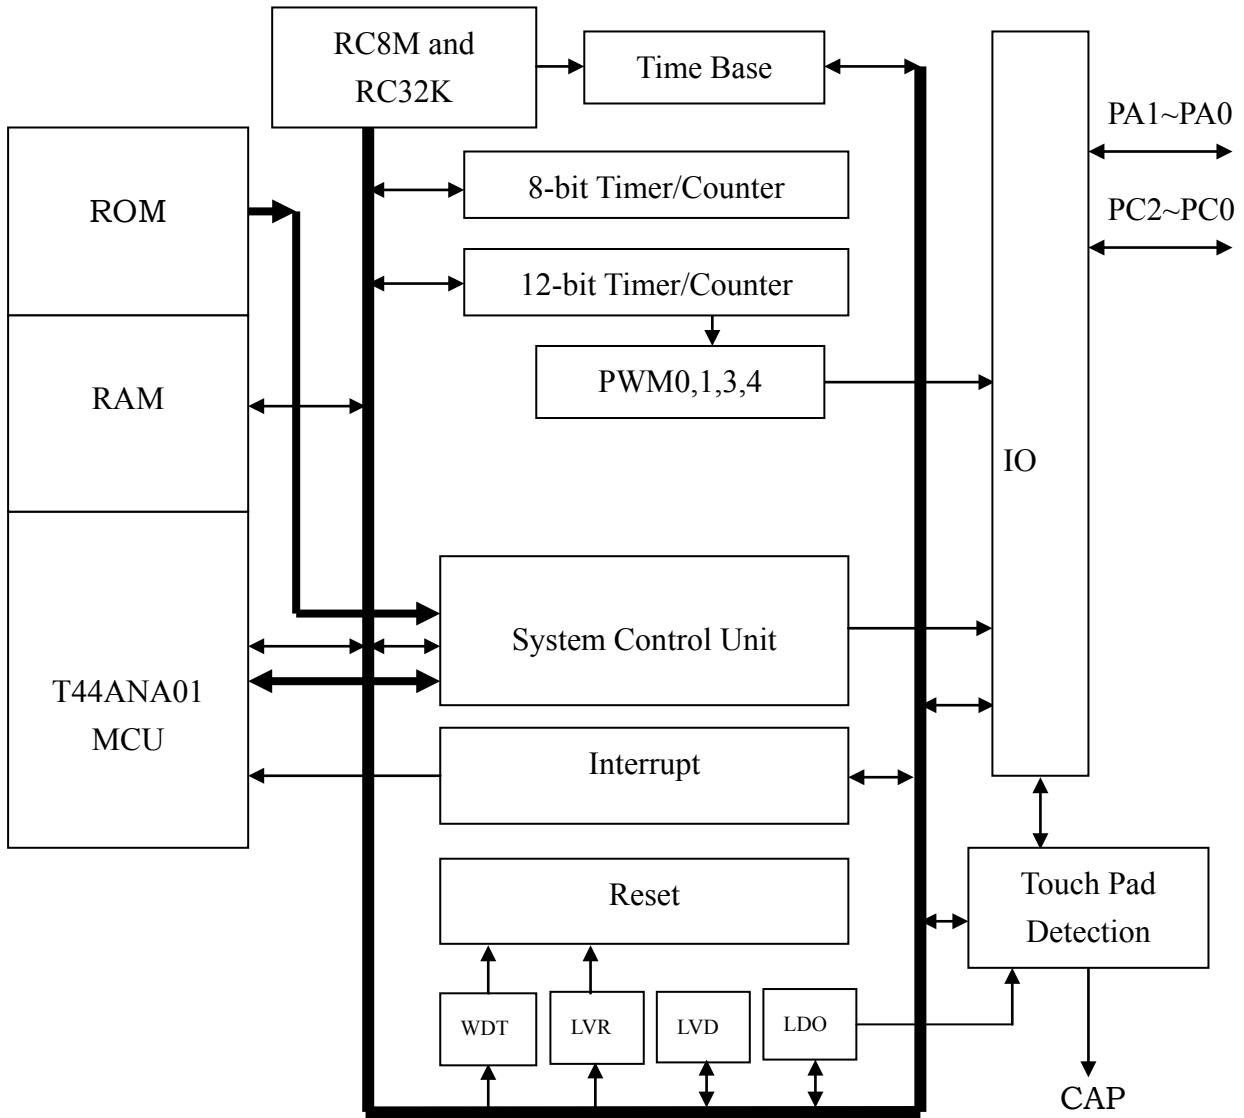 RC8M and
RC32K
Time Base
PA1~PA0
8-bit Timer/Counter
ROM
PC2~PC0
12-bit Timer/Counter
PWM0,1,3,4
RAM
IO
System Control Unit
T44ANA01
MCU
Interrupt
Reset
Touch Pad
Detection
WDT
LVR
LVD
LDO
CAP